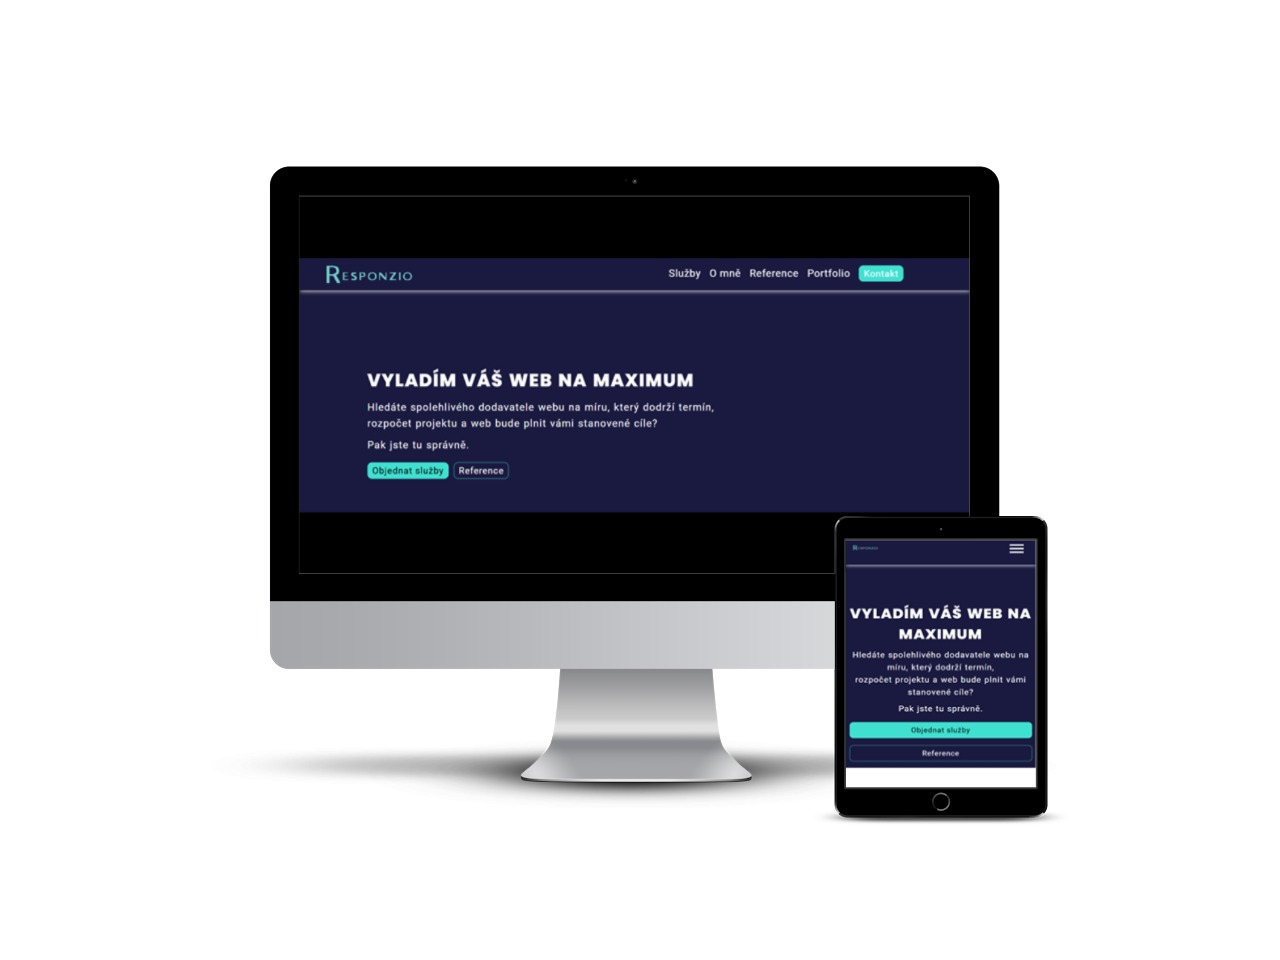 RESPONZIO
Služby O mně Reference Portfolio Kontakt
VYLADÍM VÁŠ WEB NA MAXIMUM
Hledáte spolehlivého dodavatele webu na míru, který dodrží termín,
rozpočet projektu a web bude plnit vámi stanovené cíle?
Pak jste tu správně.
Objednat služby Reference
RESPONZIO
VYLADÍM VÁŠ WEB NA
MAXIMUM
Hledáte spolehlivého dodavatele webu na
míru, který dodrží termín,
rozpočet projektu a web bude plnit vámi
stanovené cíle?
Pak jste tu správně.
Objednat služby
Reference